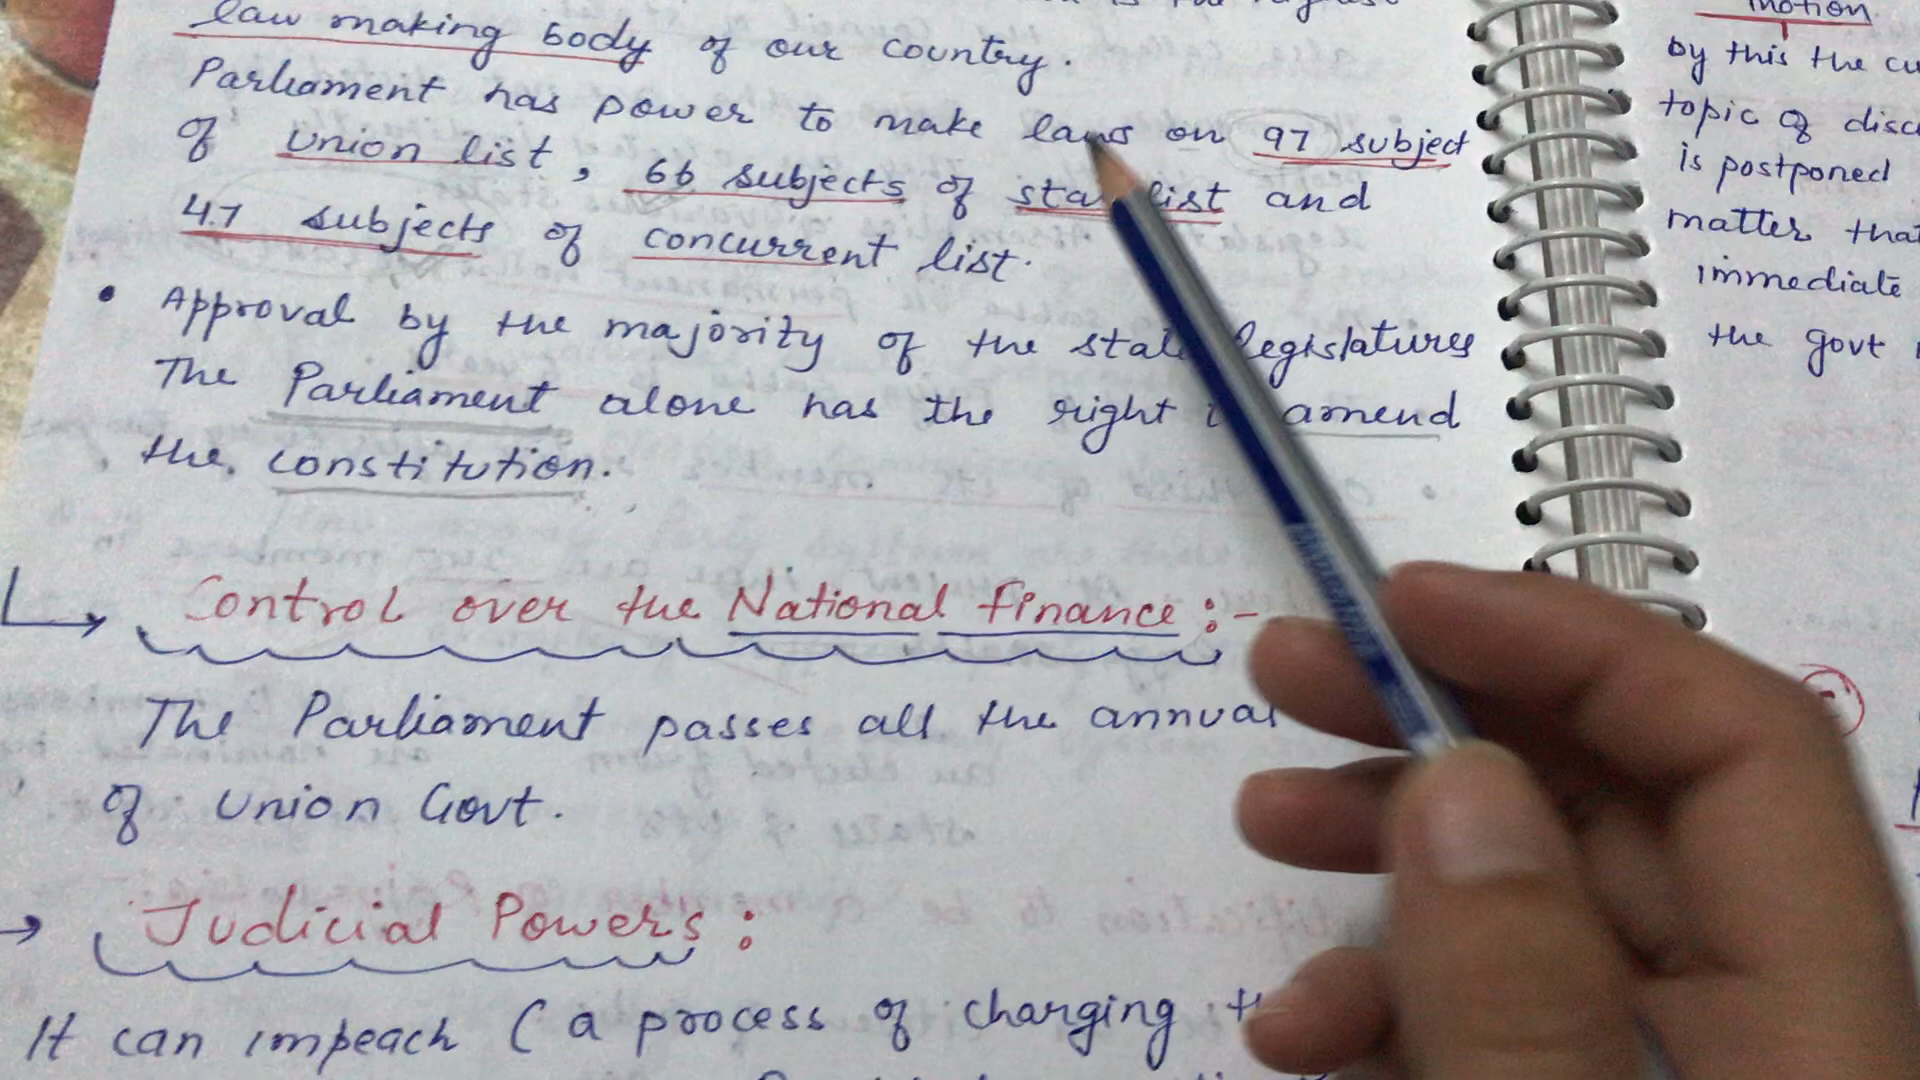 law making body of our country.
Parliament has power to make laws on 97 subject
of Union list, 66 subjects of list and
47 subjects of concurrent list.
• Approval by the majority of the state legislatures
The Parliament alone has the right amend
the constitution.
Control over the National Finance :-
The Parliament passes all the annual
of Union Govt.
Judicial Powers :
It can impeach ( a process of charging
motion
by this the
topic of
is postponed
matter
immediate
the govt